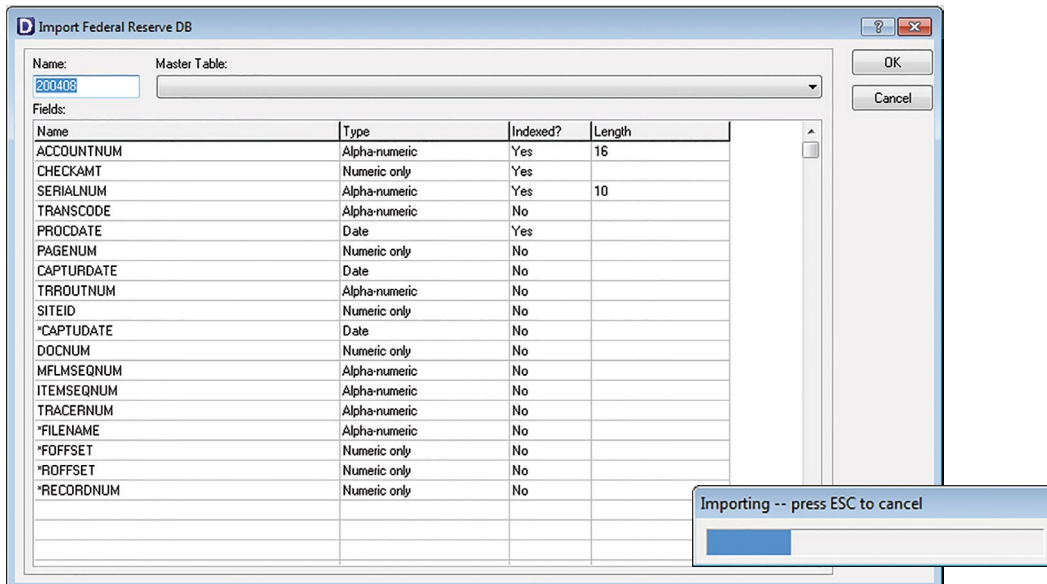 D Import Federal Reserve DB
?
Name: Master Table: OK
200408
Cancel
Fields:
Name Type Indexed? Length
ACCOUNTNUM Alpha-numeric Yes 16
CHECKAMT Numeric only Yes
SERIALNUM Alpha-numeric Yes 10
TRANSCODE Alpha-numeric No
PROCDATE Date Yes
PAGENUM Numeric only No
CAPTURDATE Date No
TRROUTNUM Alpha-numeric No
SITEID Numeric only No
*CAPTUDATE Date No
DOCNUM Numeric only No
MFLMSEQNUM Alpha-numeric No
ITEMSEQNUM Alpha-numeric No
TRACERNUM Alpha-numeric No
*FILENAME Alpha-numeric No
*FOFFSET Numeric only No
*ROFFSET Numeric only No
*RECORDNUM Numeric only No
Importing -- press ESC to cancel